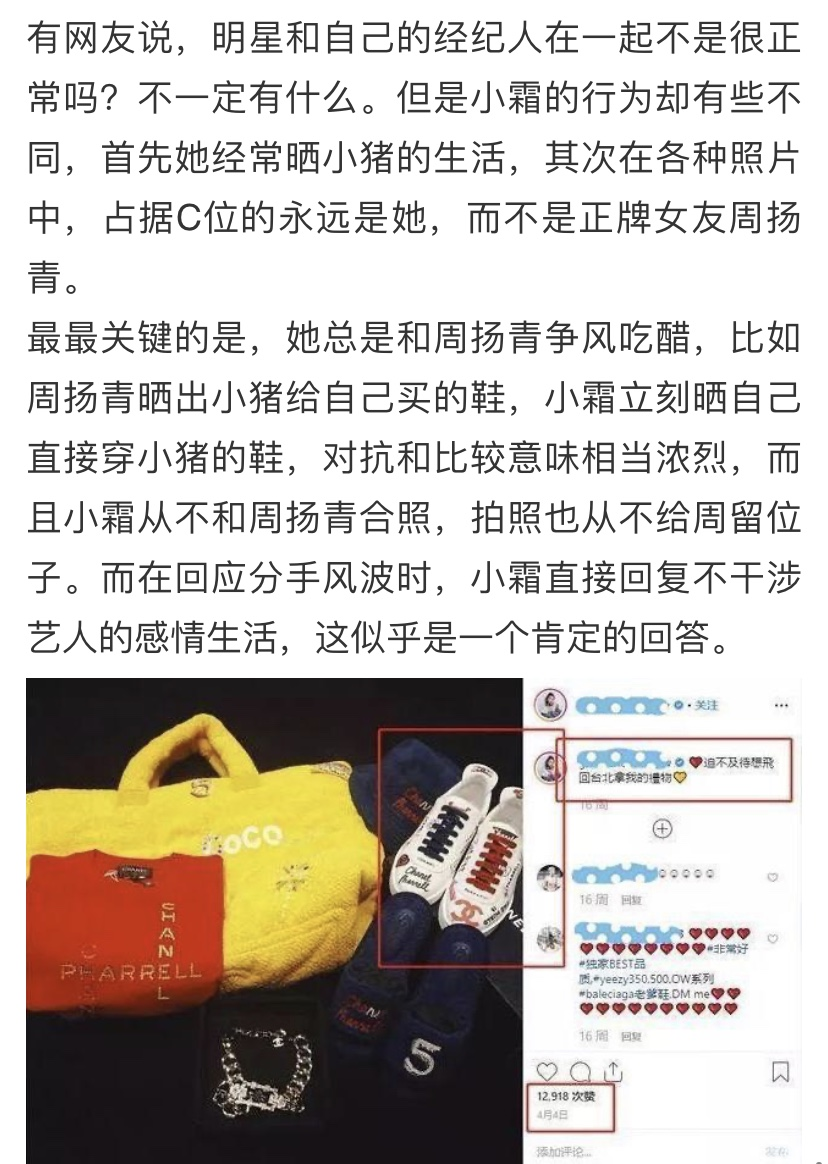 有网友说，明星和自己的经纪人在一起不是很正
常吗？不一定有什么。但是小霜的行为却有些不
同，首先她经常晒小猪的生活，其次在各种照片
中，占据C位的永远是她，而不是正牌女友周扬
青。
最最关键的是，她总是和周扬青争风吃醋，比如
周扬青晒出小猪给自己买的鞋，小霜立刻晒自己
直接穿小猪的鞋，对抗和比较意味相当浓烈，而
且小霜从不和周扬青合照，拍照也从不给周留位
子。而在回应分手风波时，小霜直接回复不干涉
艺人的感情生活，这似乎是一个肯定的回答。
COCO
5
CHANEL
CHANNEL
PHARRELL
Chanel
Pharrell
5
• 关注
迫不及待想飛
回台北拿我的禮物
16 周
16 周 回复
#非常好
#独家BEST品
质,#yeezy350,500,OW系列
#baleciaga老爹鞋,DM me
16 周 回复
12,918 次赞
4月4日
添加评论...
发布